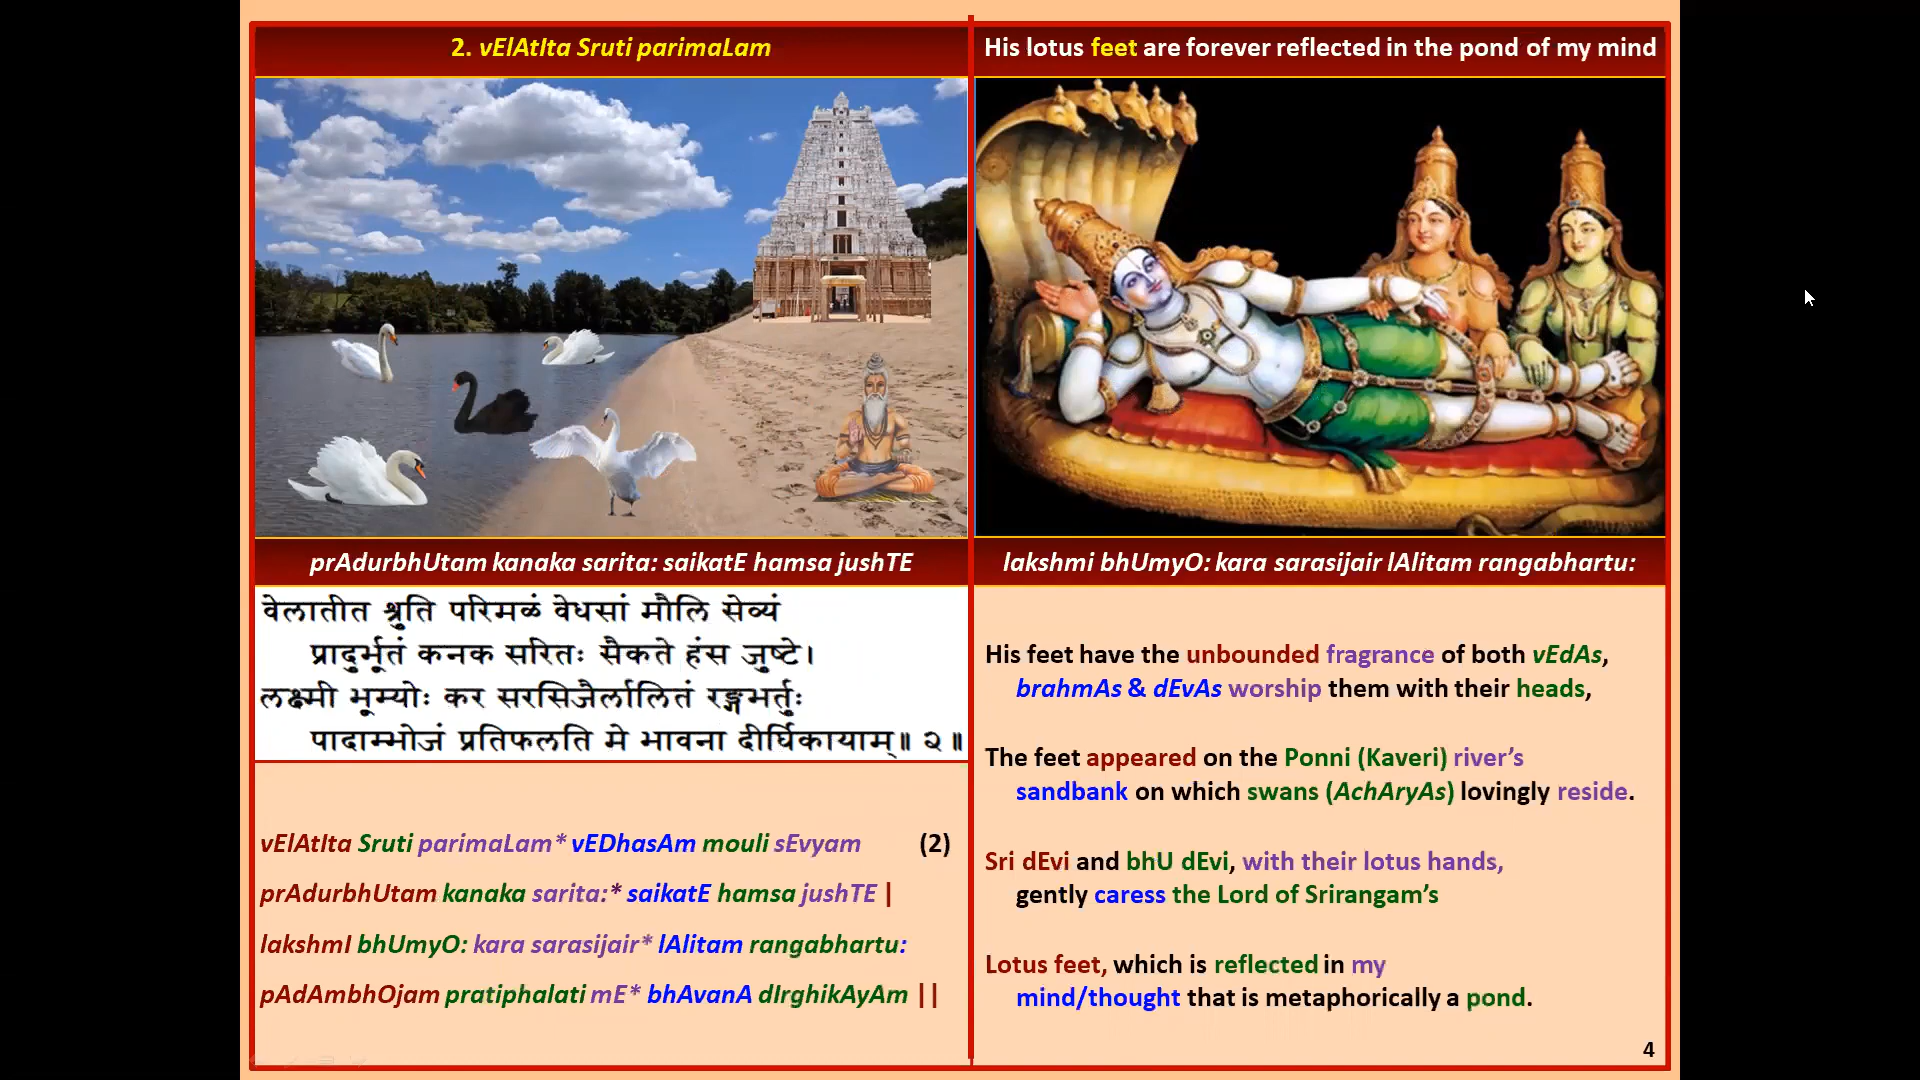 2. vElAtIta Sruti parimaLam
His lotus feet are forever reflected in the pond of my mind
prAdurbhUtam kanaka sarita: saikatE hamsa jushTE
lakshmi bhUmyO: kara sarasijair lAlitam rangabhartu:
वेलातीत श्रुति परिमळं वेधसां मौलि सेव्यं
प्रादुर्भूतं कनक सरितः सैकते हंस जुष्टे।
लक्ष्मी भूम्योः कर सरसिजैर्लालितं रङ्गभर्तुः
पादाम्भोजं प्रतिफलति मे भावना दीर्घिकायाम्॥ २॥
vElAtIta Sruti parimaLam* vEDhasAm mouli sEvyam (2)
prAdurbhUtam kanaka sarita:* saikatE hamsa jushTE |
lakshmI bhUmyO: kara sarasijair* lAlitam rangabhartu:
pAdAmbhOjam pratiphalati mE* bhAvanA dIrghikAyAm ||
His feet have the unbounded fragrance of both vEdAs,
brahmAs & dEvAs worship them with their heads,
The feet appeared on the Ponni (Kaveri) river’s
sandbank on which swans (AchAryAs) lovingly reside.
Sri dEvi and bhU dEvi, with their lotus hands,
gently caress the Lord of Srirangam’s
Lotus feet, which is reflected in my
mind/thought that is metaphorically a pond.
4